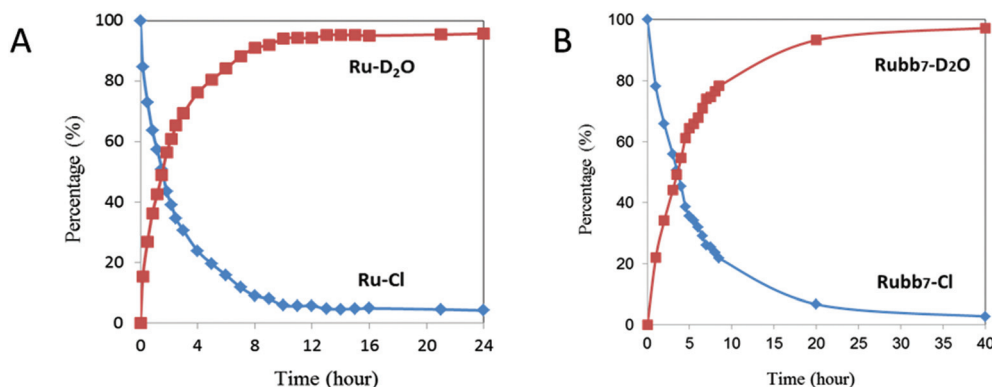 A
Percentage (%)
100
80
60
40
20
0
Ru-D₂O
Ru-Cl
0 4 8 12 16 20 24
Time (hour)
B
Percentage (%)
100
80
60
40
20
0
Rubb₇-D₂O
Rubb₇-Cl
0 5 10 15 20 25 30 35 40
Time (hour)